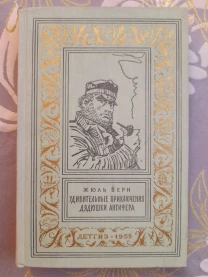 ЖЮЛЬ ВЕРН
УДИВИТЕЛЬНЫЕ ПРИКЛЮЧЕНИЯ
ДЯДЮШКИ АНТИФЕРА
ДЕТГИЗ-1958